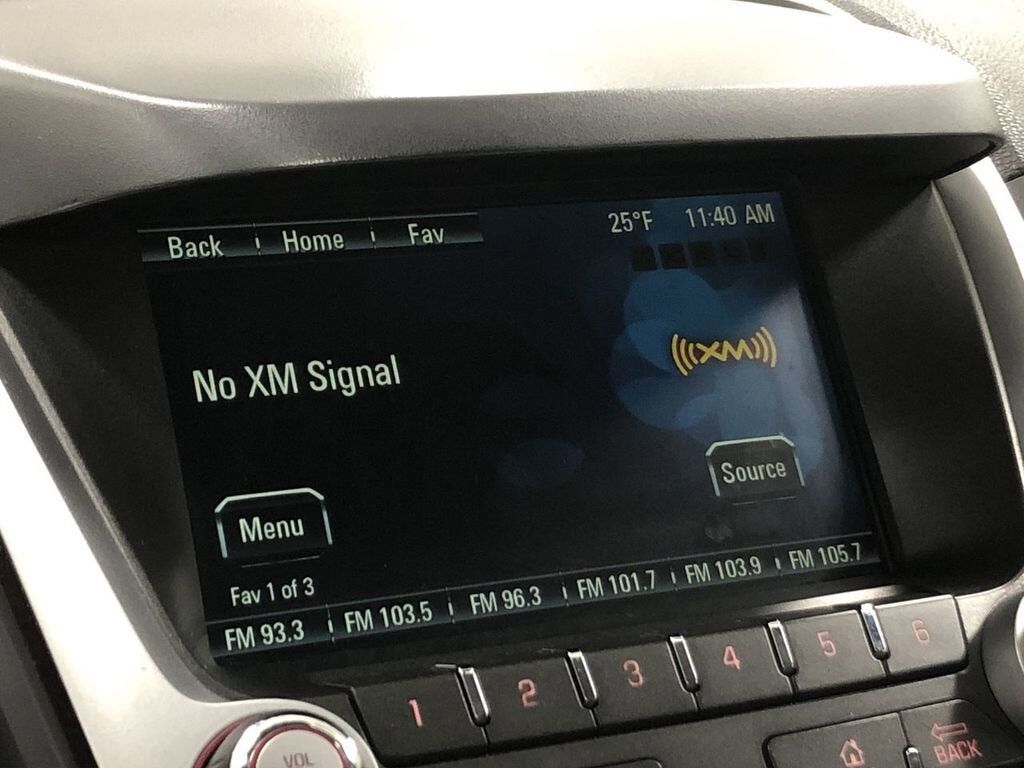 Back Home Fav 25°F 11:40 AM
XM
No XM Signal
Source
Menu
Fav 1 of 3
FM 93.3 FM 103.5 FM 96.3 FM 101.7 FM 103.9 FM 105.7
1 2 3 4 5 6
VOL BACK